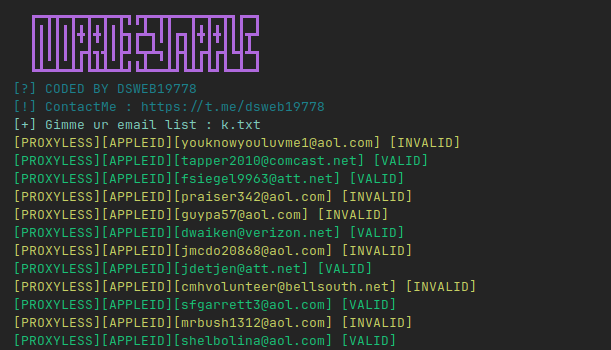 [?] CODED BY DSWEB19778
[!] ContactMe : https://t.me/dsweb19778
[+] Gimme ur email list : k.txt
[PROXYLESS][APPLEID][youknowyouluvme1@aol.com] [INVALID]
[PROXYLESS][APPLEID][tapper2010@comcast.net] [VALID]
[PROXYLESS][APPLEID][fsiegel9963@att.net] [VALID]
[PROXYLESS][APPLEID][praiser342@aol.com] [INVALID]
[PROXYLESS][APPLEID][guypa57@aol.com] [INVALID]
[PROXYLESS][APPLEID][dwaiken@verizon.net] [VALID]
[PROXYLESS][APPLEID][jmcdo20868@aol.com] [INVALID]
[PROXYLESS][APPLEID][jdetjen@att.net] [VALID]
[PROXYLESS][APPLEID][cmhvolunteer@bellsouth.net] [INVALID]
[PROXYLESS][APPLEID][sfgarrett3@aol.com] [VALID]
[PROXYLESS][APPLEID][mrbush1312@aol.com] [INVALID]
[PROXYLESS][APPLEID][shelbolina@aol.com] [VALID]